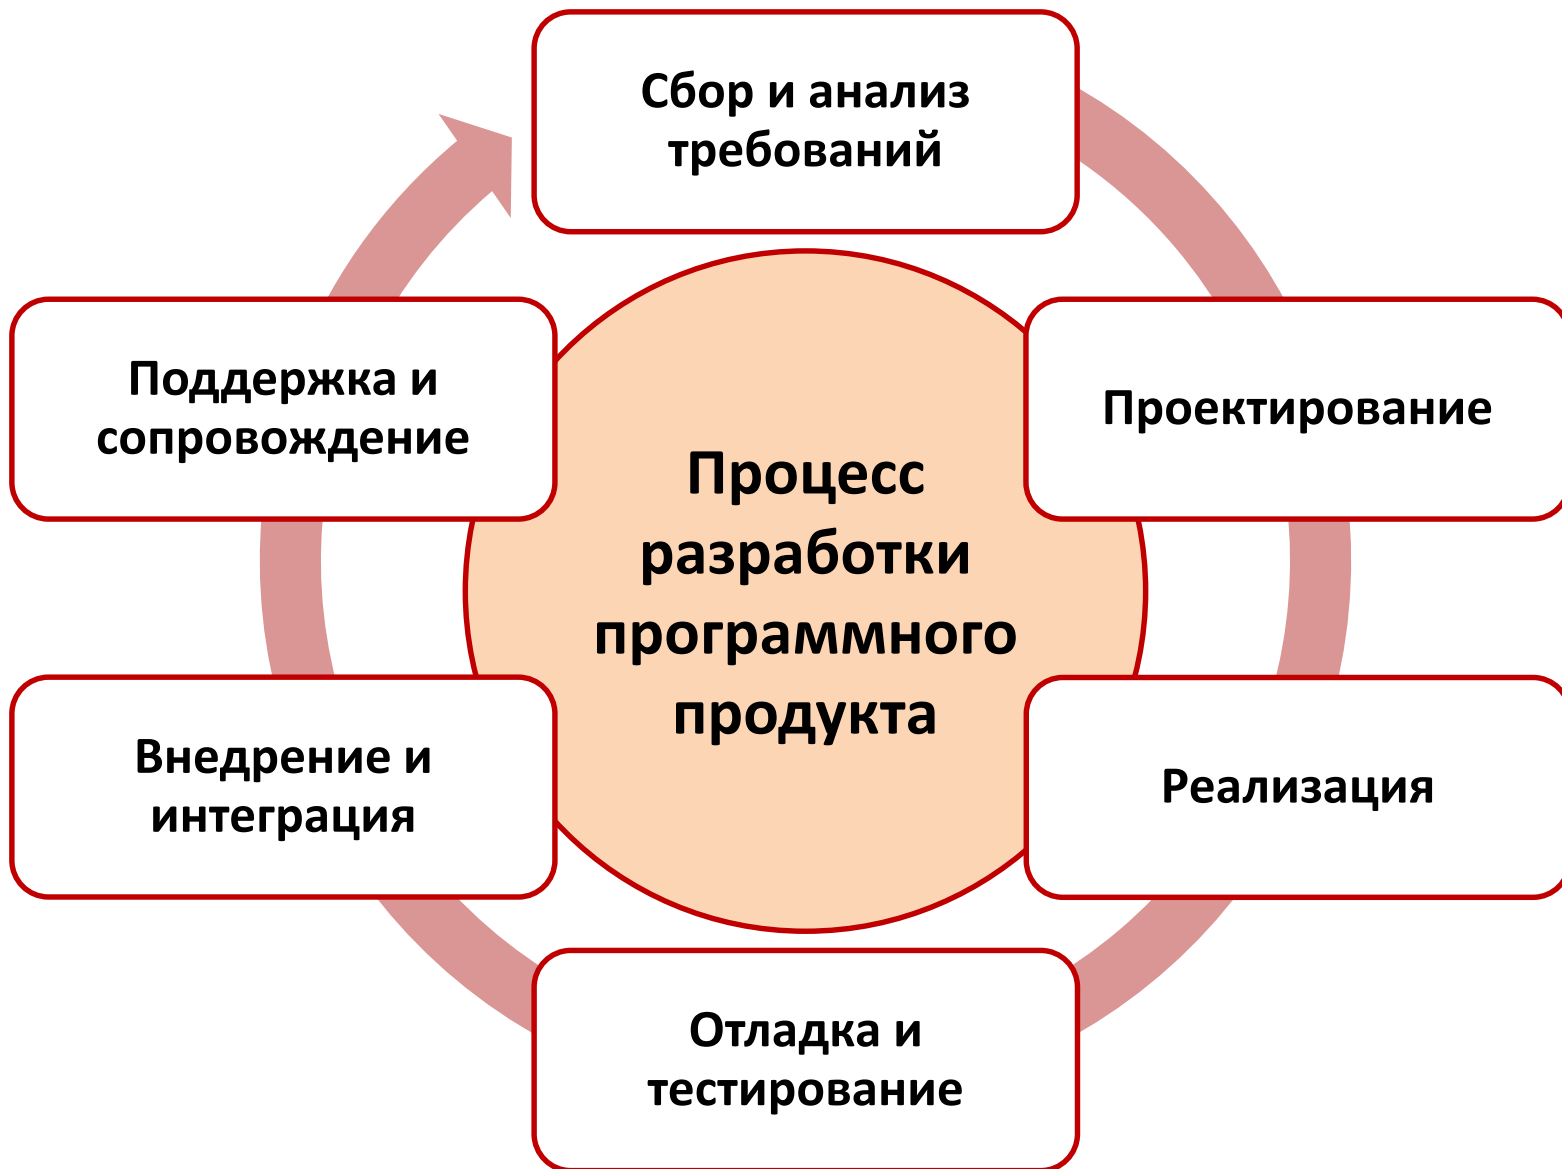 Сбор и анализ
требований
Проектирование
Реализация
Отладка и
тестирование
Внедрение и
интеграция
Поддержка и
сопровождение
Процесс
разработки
программного
продукта